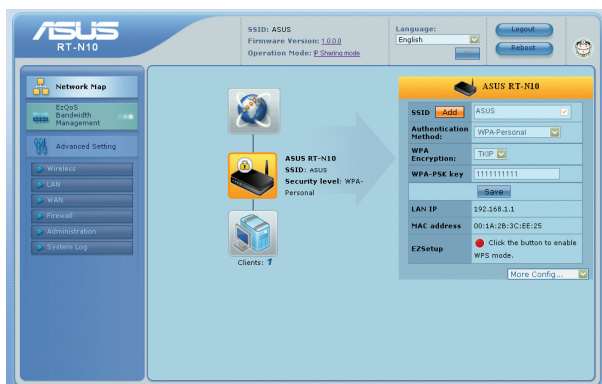 ASUS
RT-N10
SSID: ASUS
Firmware Version: 1.0.0.0
Operation Mode: IP Sharing mode
Language:
English
Logout
Reboot
Network Map
EzQoS
Bandwidth
Management
Advanced Setting
Wireless
LAN
WAN
Firewall
Administration
System Log
ASUS RT-N10
SSID: ASUS
Security level: WPA-
Personal
Clients: 1
ASUS RT-N10
SSID Add ASUS
Authentication
Method: WPA-Personal
WPA
Encryption: TKIP
WPA-PSK key 1111111111
Save
LAN IP 192.168.1.1
MAC address 00:1A:2B:3C:EE:25
EZSetup Click the button to enable
WPS mode.
More Config...